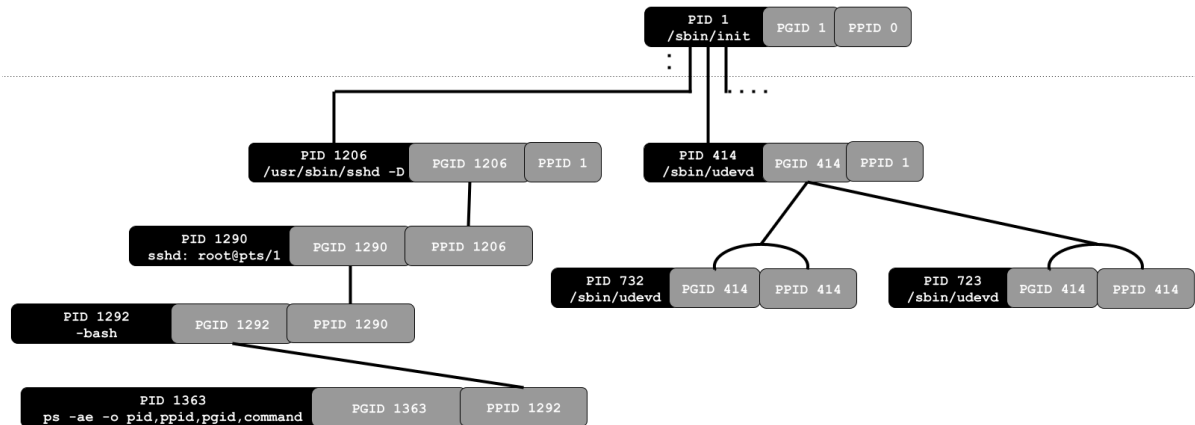 PID 1
/sbin/init
PGID 1
PPID 0
PID 1206
/usr/sbin/sshd -D
PGID 1206
PPID 1
PID 414
/sbin/udevd
PGID 414
PPID 1
PID 1290
sshd: root@pts/1
PGID 1290
PPID 1206
PID 732
/sbin/udevd
PGID 414
PPID 414
PID 723
/sbin/udevd
PGID 414
PPID 414
PID 1292
-bash
PGID 1292
PPID 1290
PID 1363
ps -ae -o pid,ppid,pgid,command
PGID 1363
PPID 1292